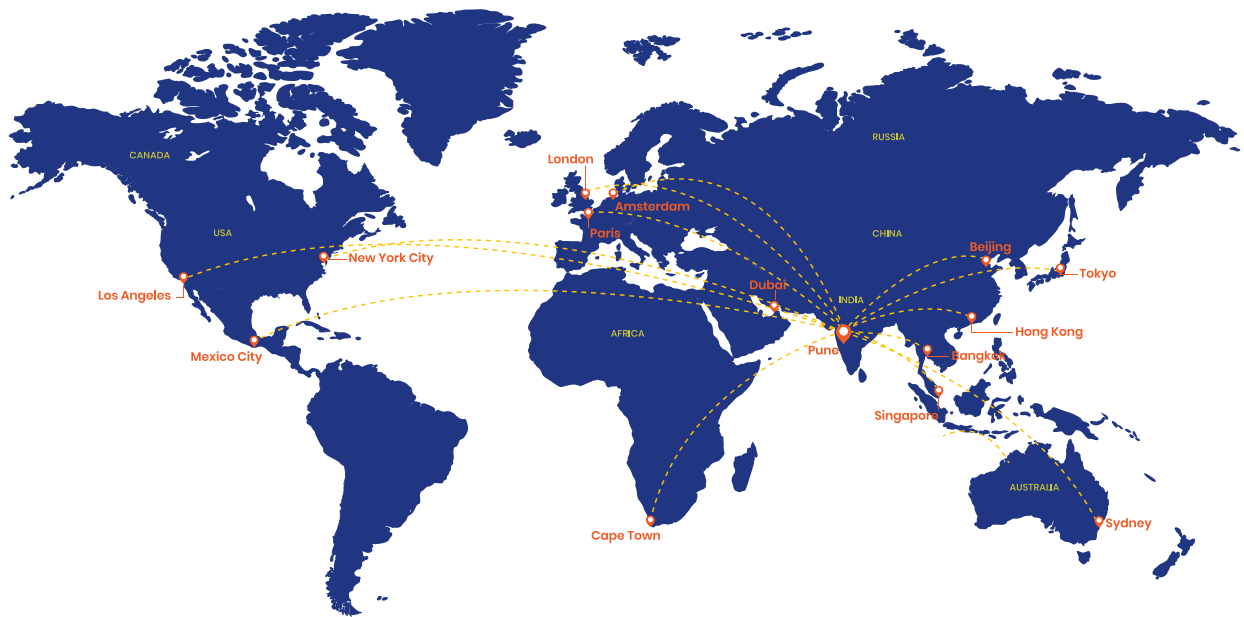 RUSSIA
CANADA
London
Amsterdam
USA
Paris
CHINA
Beijing
New York City
Tokyo
Dubai
Los Angeles
INDIA
AFRICA
Hong Kong
Pune
Mexico City
Bangkok
Singapore
AUSTRALIA
Sydney
Cape Town